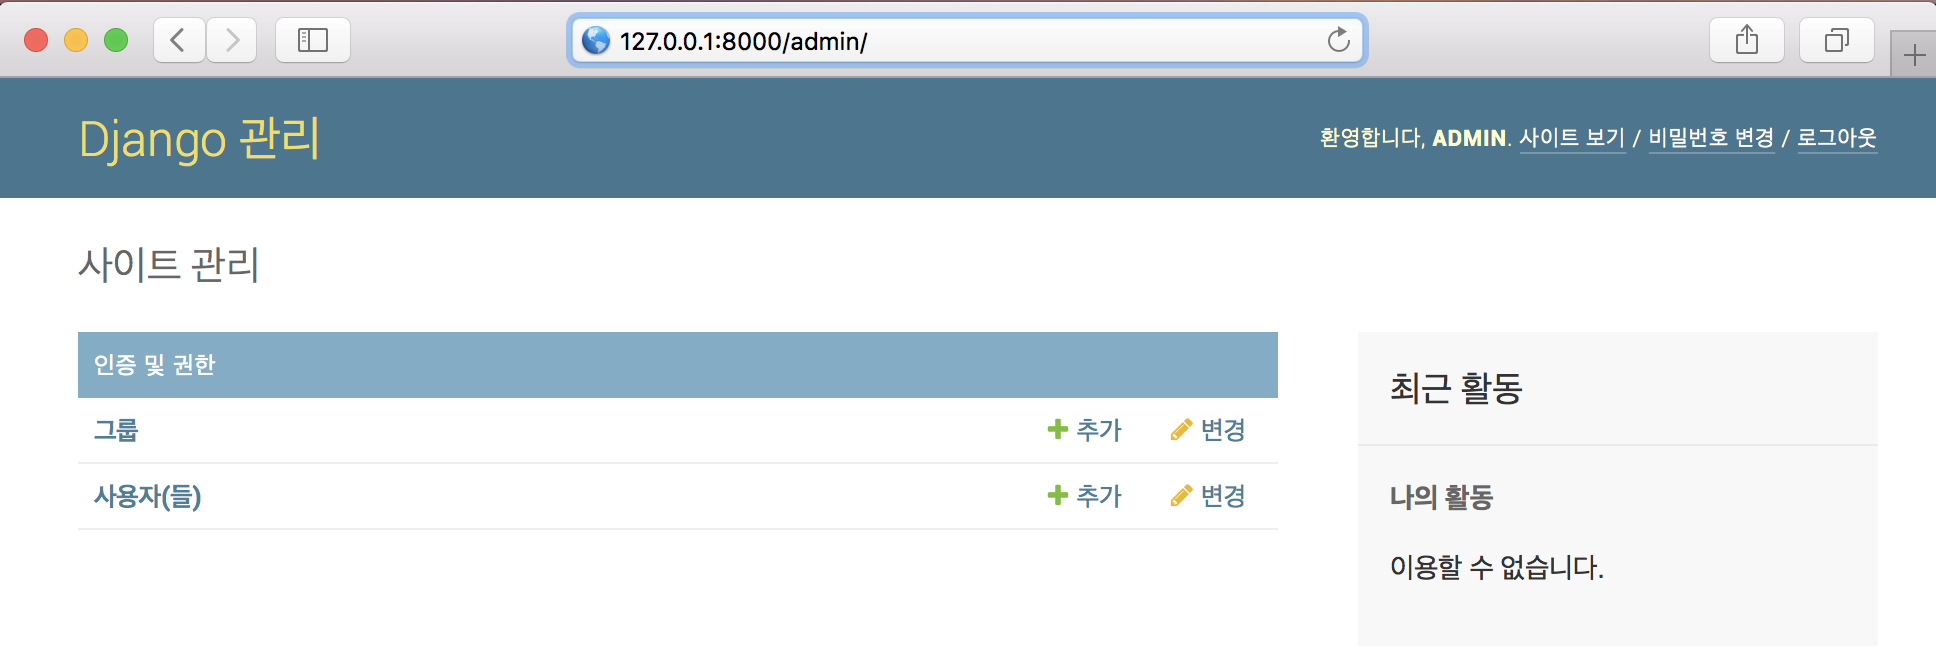 127.0.0.1:8000/admin/
Django 관리
환영합니다, ADMIN. 사이트 보기 / 비밀번호 변경 / 로그아웃
사이트 관리
인증 및 권한
그룹 추가 변경
사용자(들) 추가 변경
최근 활동
나의 활동
이용할 수 없습니다.